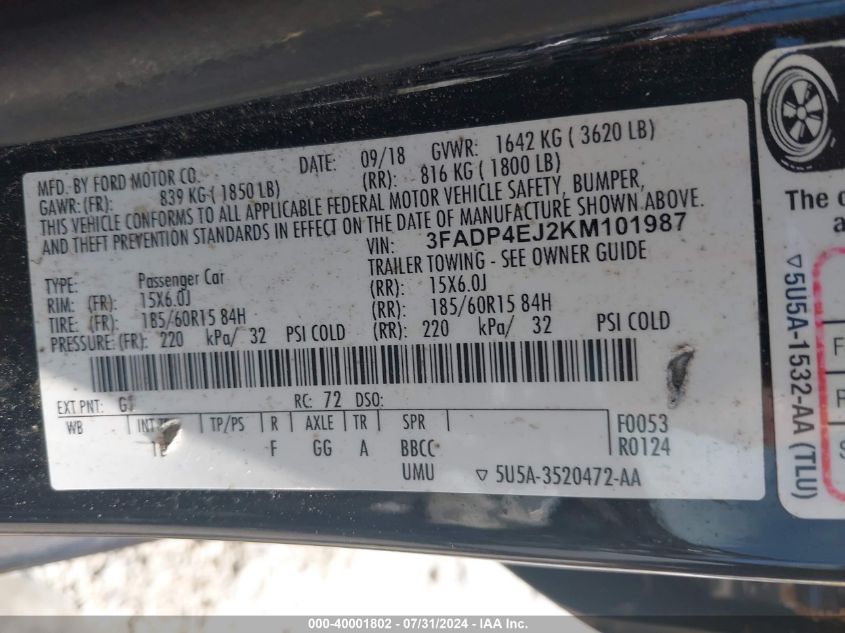 MFD. BY FORD MOTOR CO. DATE: 09/18 GVWR: 1642 KG ( 3620 LB)
GAWR: (FR): 839 KG ( 1850 LB) (RR): 816 KG ( 1800 LB)
THIS VEHICLE CONFORMS TO ALL APPLICABLE FEDERAL MOTOR VEHICLE SAFETY, BUMPER,
AND THEFT PREVENTION STANDARDS IN EFFECT ON THE DATE OF MANUFACTURE SHOWN ABOVE.
VIN: 3FADP4EJ2KM101987
TYPE: Passenger Car TRAILER TOWING - SEE OWNER GUIDE
RIM: (FR): 15X6.0J (RR): 15X6.0J
TIRE: (FR): 185/60R15 84H (RR): 185/60R15 84H
PRESSURE: (FR): 220 kPa/ 32 PSI COLD (RR): 220 kPa/ 32 PSI COLD
EXT PNT: RC: 72 DSO:
WB INT TP/PS R AXLE TR SPR F0053
F GG A BBCC R0124
UMU ▽ 5U5A-3520472-AA
The c
a
▽5U5A-1532-AA (TLU)
F
S
000-40001802 - 07/31/2024 - IAA Inc.